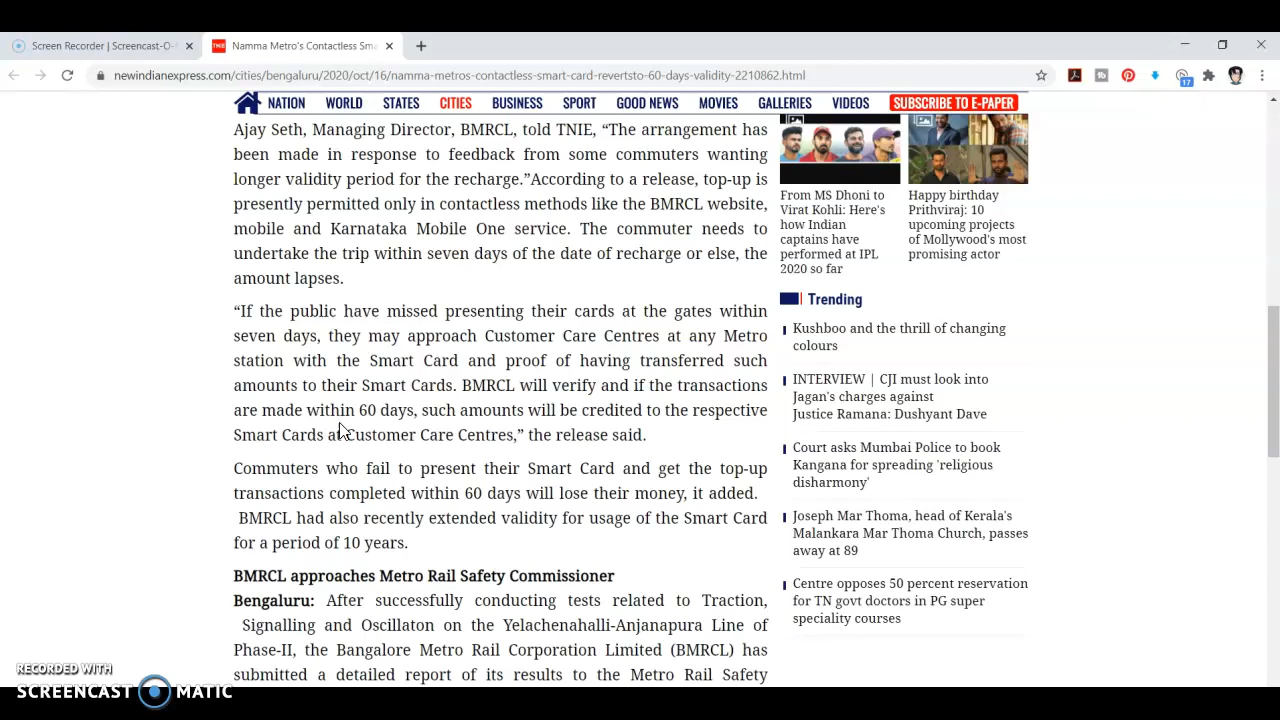 Screen Recorder | Screencast-O-
TNIE
Namma Metro's Contactless Sma
newindianexpress.com/cities/bengaluru/2020/oct/16/namma-metros-contactless-smart-card-revertsto-60-days-validity-2210862.html
17
NATION WORLD STATES CITIES BUSINESS SPORT GOOD NEWS MOVIES GALLERIES VIDEOS SUBSCRIBE TO E-PAPER
Ajay Seth, Managing Director, BMRCL, told TNIE, “The arrangement has
been made in response to feedback from some commuters wanting
longer validity period for the recharge.”According to a release, top-up is
presently permitted only in contactless methods like the BMRCL website,
mobile and Karnataka Mobile One service. The commuter needs to
undertake the trip within seven days of the date of recharge or else, the
amount lapses.
“If the public have missed presenting their cards at the gates within
seven days, they may approach Customer Care Centres at any Metro
station with the Smart Card and proof of having transferred such
amounts to their Smart Cards. BMRCL will verify and if the transactions
are made within 60 days, such amounts will be credited to the respective
Smart Cards at Customer Care Centres,” the release said.
Commuters who fail to present their Smart Card and get the top-up
transactions completed within 60 days will lose their money, it added.
BMRCL had also recently extended validity for usage of the Smart Card
for a period of 10 years.
BMRCL approaches Metro Rail Safety Commissioner
Bengaluru: After successfully conducting tests related to Traction,
Signalling and Oscillaton on the Yelachenahalli-Anjanapura Line of
Phase-II, the Bangalore Metro Rail Corporation Limited (BMRCL) has
submitted a detailed report of its results to the Metro Rail Safety
From MS Dhoni to
Virat Kohli: Here's
how Indian
captains have
performed at IPL
2020 so far
Happy birthday
Prithviraj: 10
upcoming projects
of Mollywood's most
promising actor
Trending
Kushboo and the thrill of changing
colours
INTERVIEW | CJI must look into
Jagan's charges against
Justice Ramana: Dushyant Dave
Court asks Mumbai Police to book
Kangana for spreading 'religious
disharmony'
Joseph Mar Thoma, head of Kerala's
Malankara Mar Thoma Church, passes
away at 89
Centre opposes 50 percent reservation
for TN govt doctors in PG super
speciality courses
RECORDED WITH
SCREENCAST MATIC